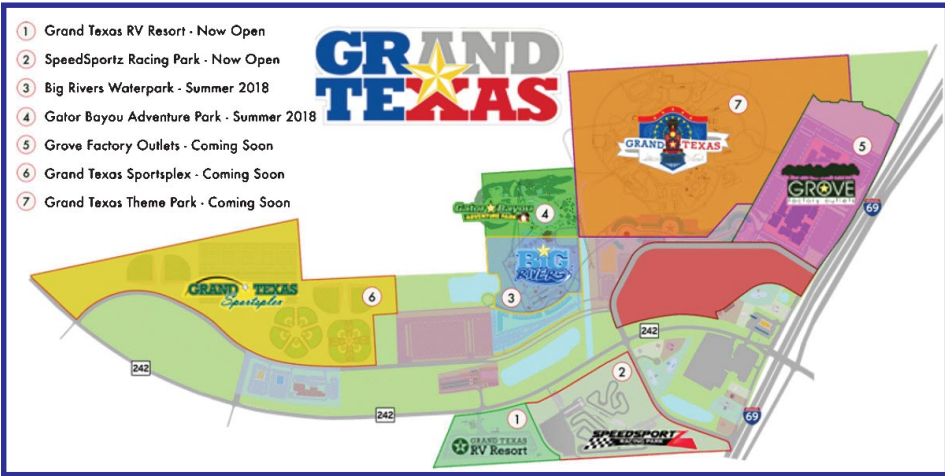 1 Grand Texas RV Resort - Now Open
2 SpeedSportz Racing Park - Now Open
3 Big Rivers Waterpark - Summer 2018
4 Gator Bayou Adventure Park - Summer 2018
5 Grove Factory Outlets - Coming Soon
6 Grand Texas Sportsplex - Coming Soon
7 Grand Texas Theme Park - Coming Soon
GRAND
TEXAS
7
GRAND TEXAS
5
GROVE
factory outlets
69
Gator Bayou
ADVENTURE PARK
4
BIG
RIVERS
3
GRAND TEXAS
Sportsplex
6
242
242
242
2
SPEEDSPORTZ
RACING PARK
1
GRAND TEXAS
RV Resort
69